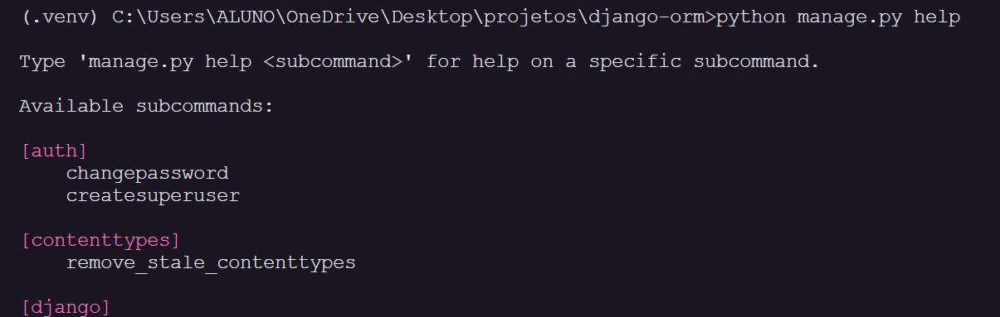 (.venv) C:\Users\ALUNO\OneDrive\Desktop\projetos\django-orm>python manage.py help
Type 'manage.py help <subcommand>' for help on a specific subcommand.
Available subcommands:
[auth]
    changepassword
    createsuperuser
[contenttypes]
    remove_stale_contenttypes
[django]